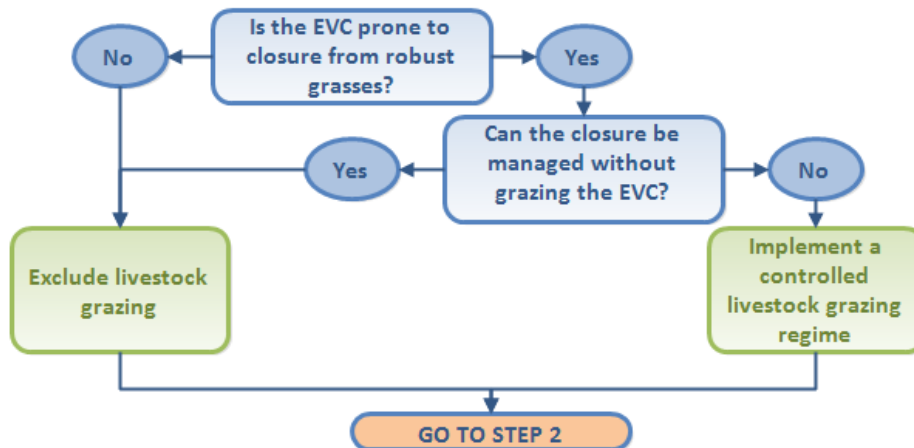 Is the EVC prone to
closure from robust
grasses?
No
Yes
Can the closure be
managed without
grazing the EVC?
Yes
No
Exclude livestock
grazing
Implement a
controlled
livestock grazing
regime
GO TO STEP 2